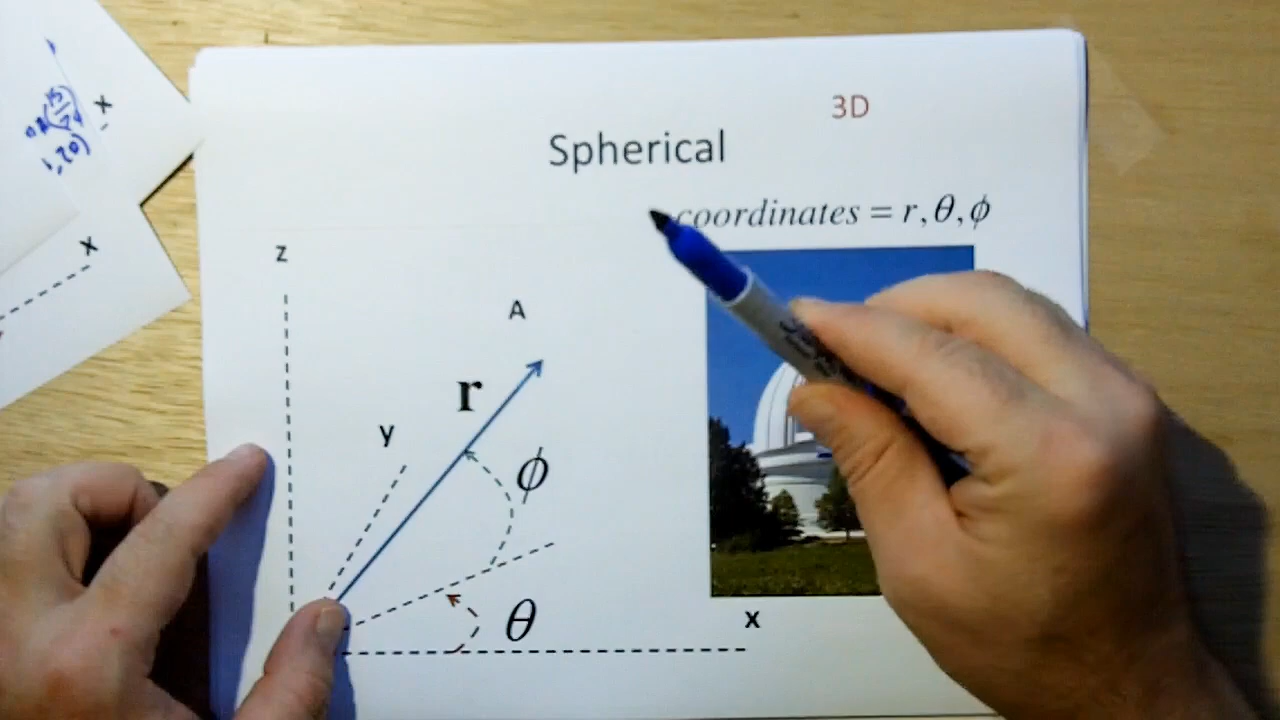 3D
Spherical
coordinates = r, θ, ϕ
z
A
r
y
ϕ
θ
x
x
x